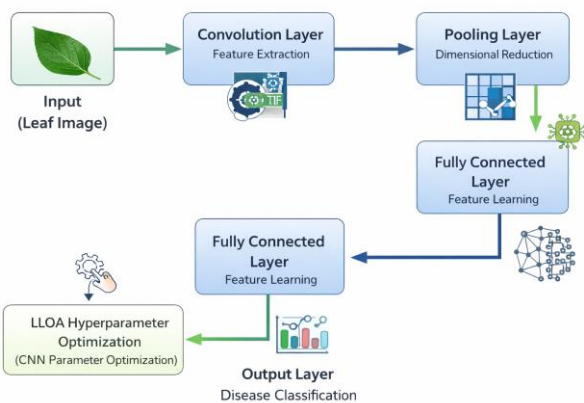 Input
(Leaf Image)
Convolution Layer
Feature Extraction
TIF
Pooling Layer
Dimensional Reduction
Fully Connected
Layer
Feature Learning
Fully Connected
Layer
Feature Learning
LLOA Hyperparameter
Optimization
(CNN Parameter Optimization)
Output Layer
Disease Classification